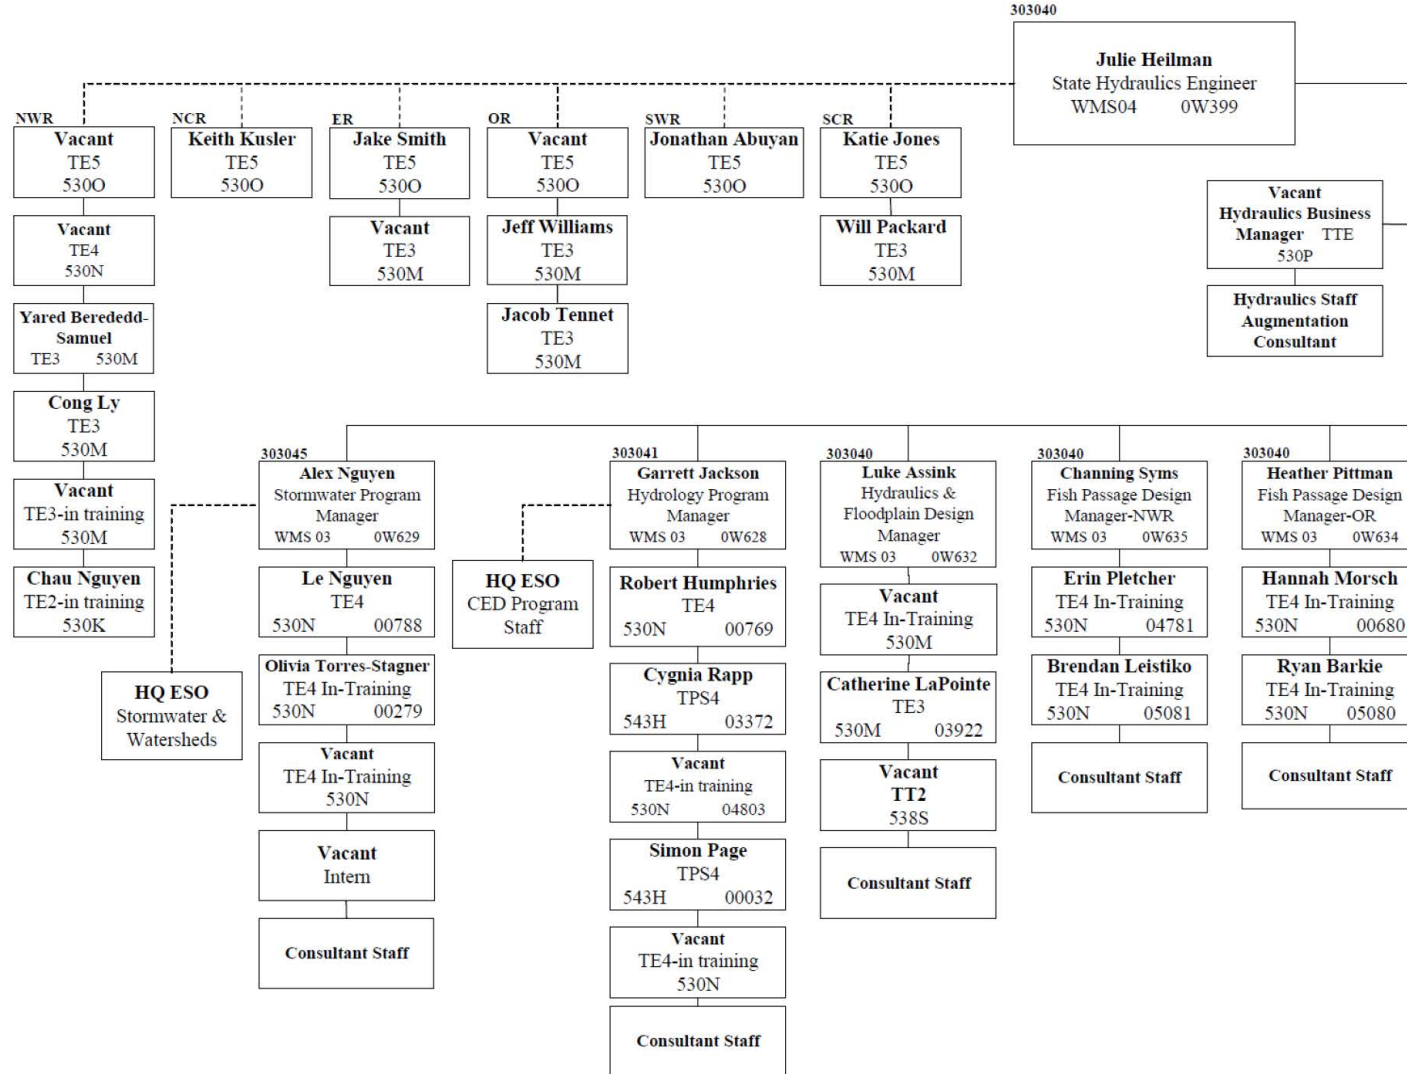 303040
Julie Heilman
State Hydraulics Engineer
WMS04 0W399
NWR
Vacant
TE5
530O
Vacant
TE4
530N
Yared Berededd-
Samuel
TE3 530M
Cong Ly
TE3
530M
Vacant
TE3-in training
530M
Chau Nguyen
TE2-in training
530K
NCR
Keith Kusler
TE5
530O
ER
Jake Smith
TE5
530O
Vacant
TE3
530M
OR
Vacant
TE5
530O
Jeff Williams
TE3
530M
Jacob Tennet
TE3
530M
SWR
Jonathan Abuyan
TE5
530O
SCR
Katie Jones
TE5
530O
Will Packard
TE3
530M
Vacant
Hydraulics Business
Manager TTE
530P
Hydraulics Staff
Augmentation
Consultant
303045
Alex Nguyen
Stormwater Program
Manager
WMS 03 0W629
HQ ESO
Stormwater &
Watersheds
Le Nguyen
TE4
530N 00788
Olivia Torres-Stagner
TE4 In-Training
530N 00279
Vacant
TE4 In-Training
530N
Vacant
Intern
Consultant Staff
303041
Garrett Jackson
Hydrology Program
Manager
WMS 03 0W628
HQ ESO
CED Program
Staff
Robert Humphries
TE4
530N 00769
Cygnia Rapp
TPS4
543H 03372
Vacant
TE4-in training
530N 04803
Simon Page
TPS4
543H 00032
Vacant
TE4-in training
530N
Consultant Staff
303040
Luke Assink
Hydraulics &
Floodplain Design
Manager
WMS 03 0W632
Vacant
TE4 In-Training
530M
Catherine LaPointe
TE3
530M 03922
Vacant
TT2
538S
Consultant Staff
303040
Channing Syms
Fish Passage Design
Manager-NWR
WMS 03 0W635
Erin Pletcher
TE4 In-Training
530N 04781
Brendan Leistiko
TE4 In-Training
530N 05081
Consultant Staff
303040
Heather Pittman
Fish Passage Design
Manager-OR
WMS 03 0W634
Hannah Morsch
TE4 In-Training
530N 00680
Ryan Barkie
TE4 In-Training
530N 05080
Consultant Staff